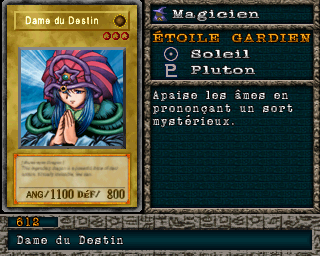 Dame du Destin
ANG/1100 DéF/ 800
Magicien
ÉTOILE GARDIEN
Soleil
Pluton
Apaise les âmes en
prononçant un sort
mystérieux.
612
Dame du Destin